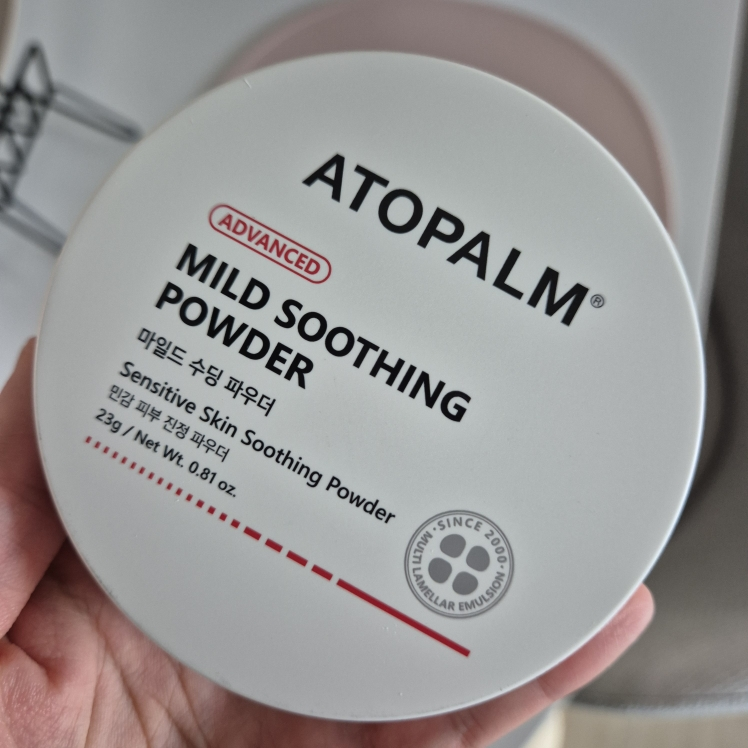 ATOPALM®
ADVANCED
MILD SOOTHING
POWDER
마일드 수딩 파우더
Sensitive Skin Soothing Powder
민감 피부 진정 파우더
23g / Net Wt. 0.81 oz.
·SINCE 2000·
MULTI LAMELLAR EMULSION